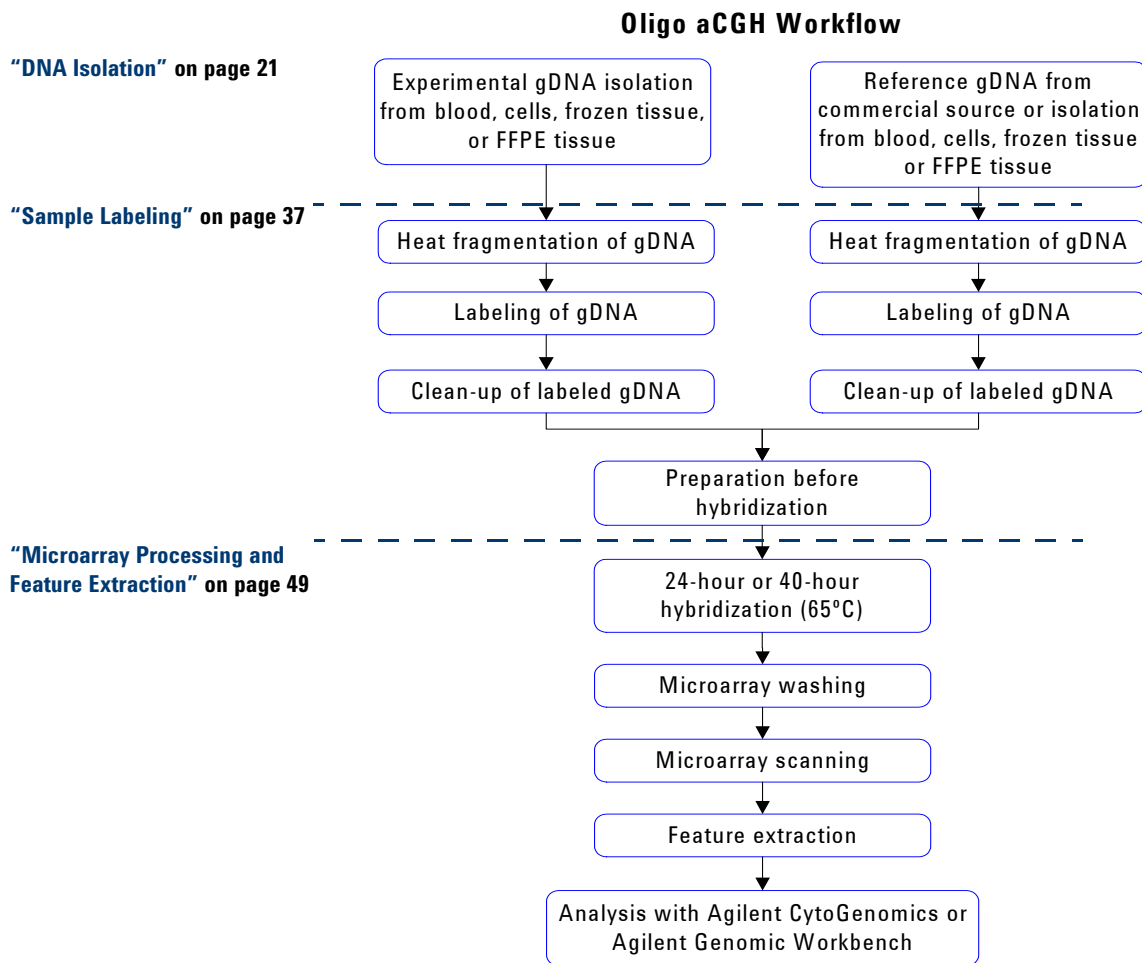 Oligo aCGH Workflow
“DNA Isolation” on page 21
Experimental gDNA isolation
from blood, cells, frozen tissue,
or FFPE tissue
Reference gDNA from
commercial source or isolation
from blood, cells, frozen tissue
or FFPE tissue
“Sample Labeling” on page 37
Heat fragmentation of gDNA
Heat fragmentation of gDNA
Labeling of gDNA
Labeling of gDNA
Clean-up of labeled gDNA
Clean-up of labeled gDNA
Preparation before
hybridization
“Microarray Processing and
Feature Extraction” on page 49
24-hour or 40-hour
hybridization (65ºC)
Microarray washing
Microarray scanning
Feature extraction
Analysis with Agilent CytoGenomics or
Agilent Genomic Workbench